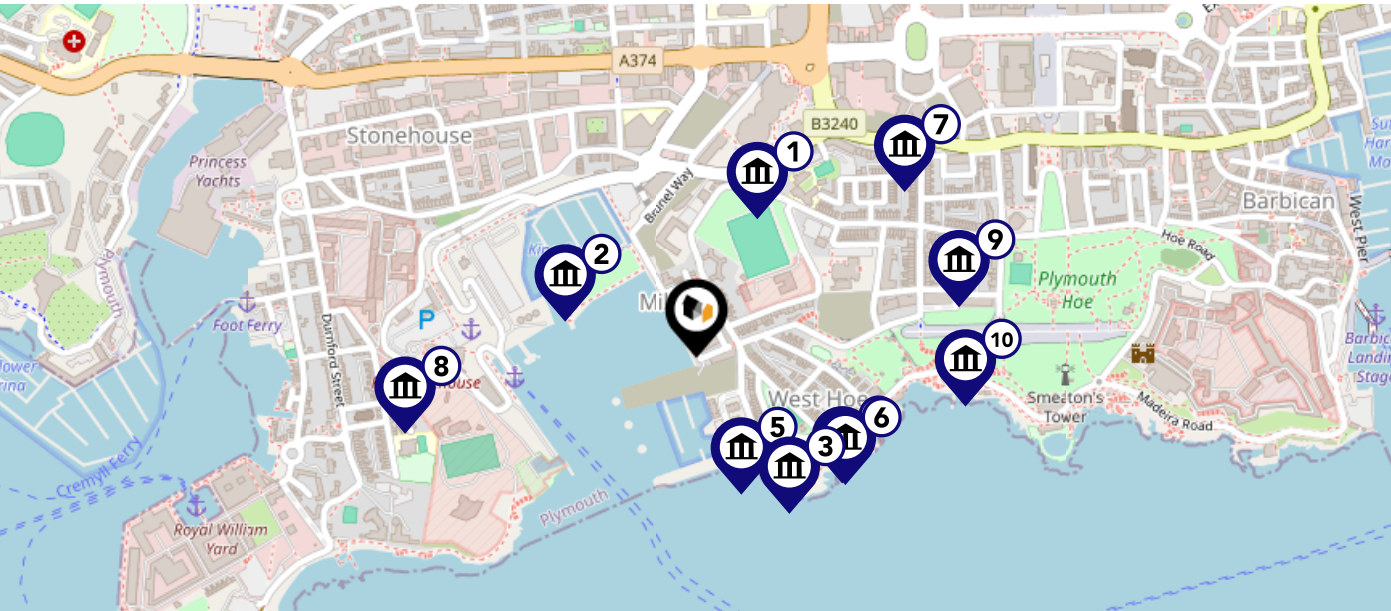 A374
B3240
Stonehouse
Princess
Yachts
Branel Way
1
7
2
9
Barbican
West Pier
Hoe Road
Plymouth
Hoe
Plymouth
P
Foot Ferry
Durnford Street
8
10
West Hoe
Smeaton's
Tower
Madeira Road
5
3
6
Cremyll Ferry
Royal William
Yard
Plymouth